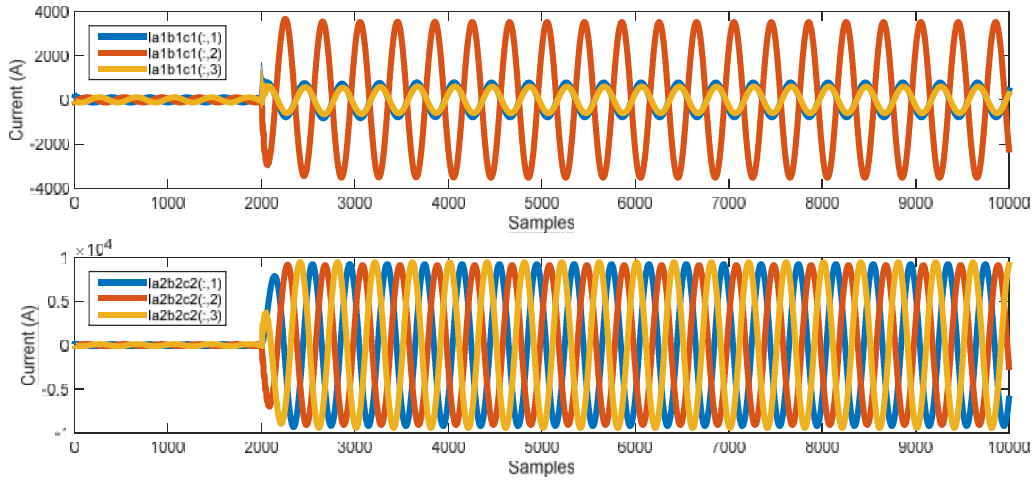 4000
2000
0
-2000
-4000
Current (A)
Ia1b1c1(:,1)
Ia1b1c1(:,2)
Ia1b1c1(:,3)
0 1000 2000 3000 4000 5000 6000 7000 8000 9000 10000
Samples
1 × 10⁴
0.5
0
-0.5
-1
Current (A)
Ia2b2c2(:,1)
Ia2b2c2(:,2)
Ia2b2c2(:,3)
0 1000 2000 3000 4000 5000 6000 7000 8000 9000 10000
Samples